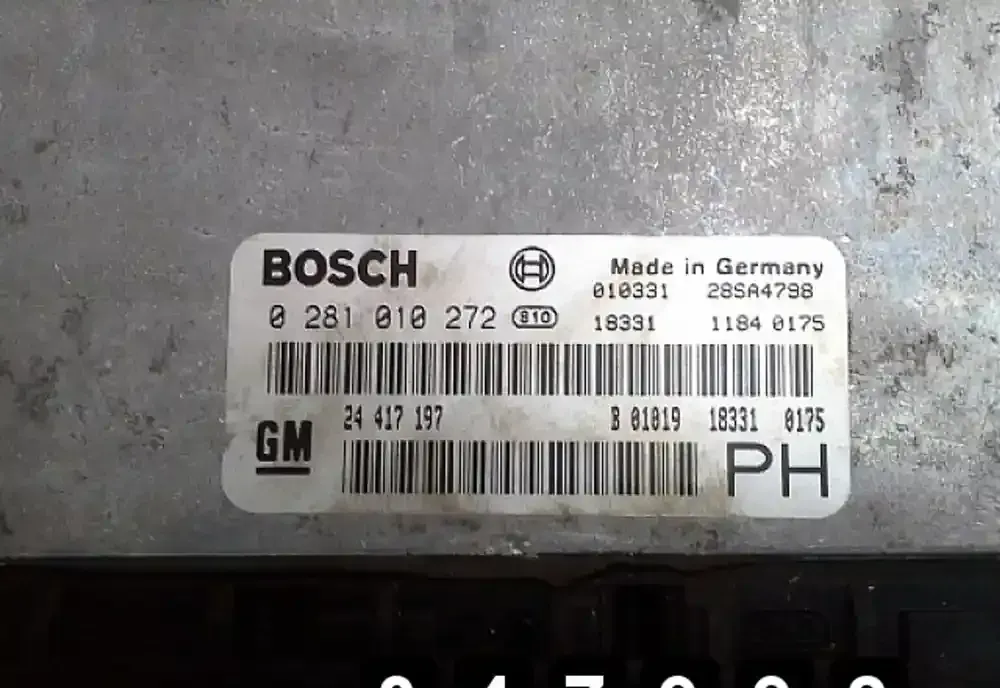 BOSCH
Made in Germany
010331 28SA4798
0 281 010 272 S10
18331 1184 0175
24 417 197 B 01019 18331 0175
GM
PH